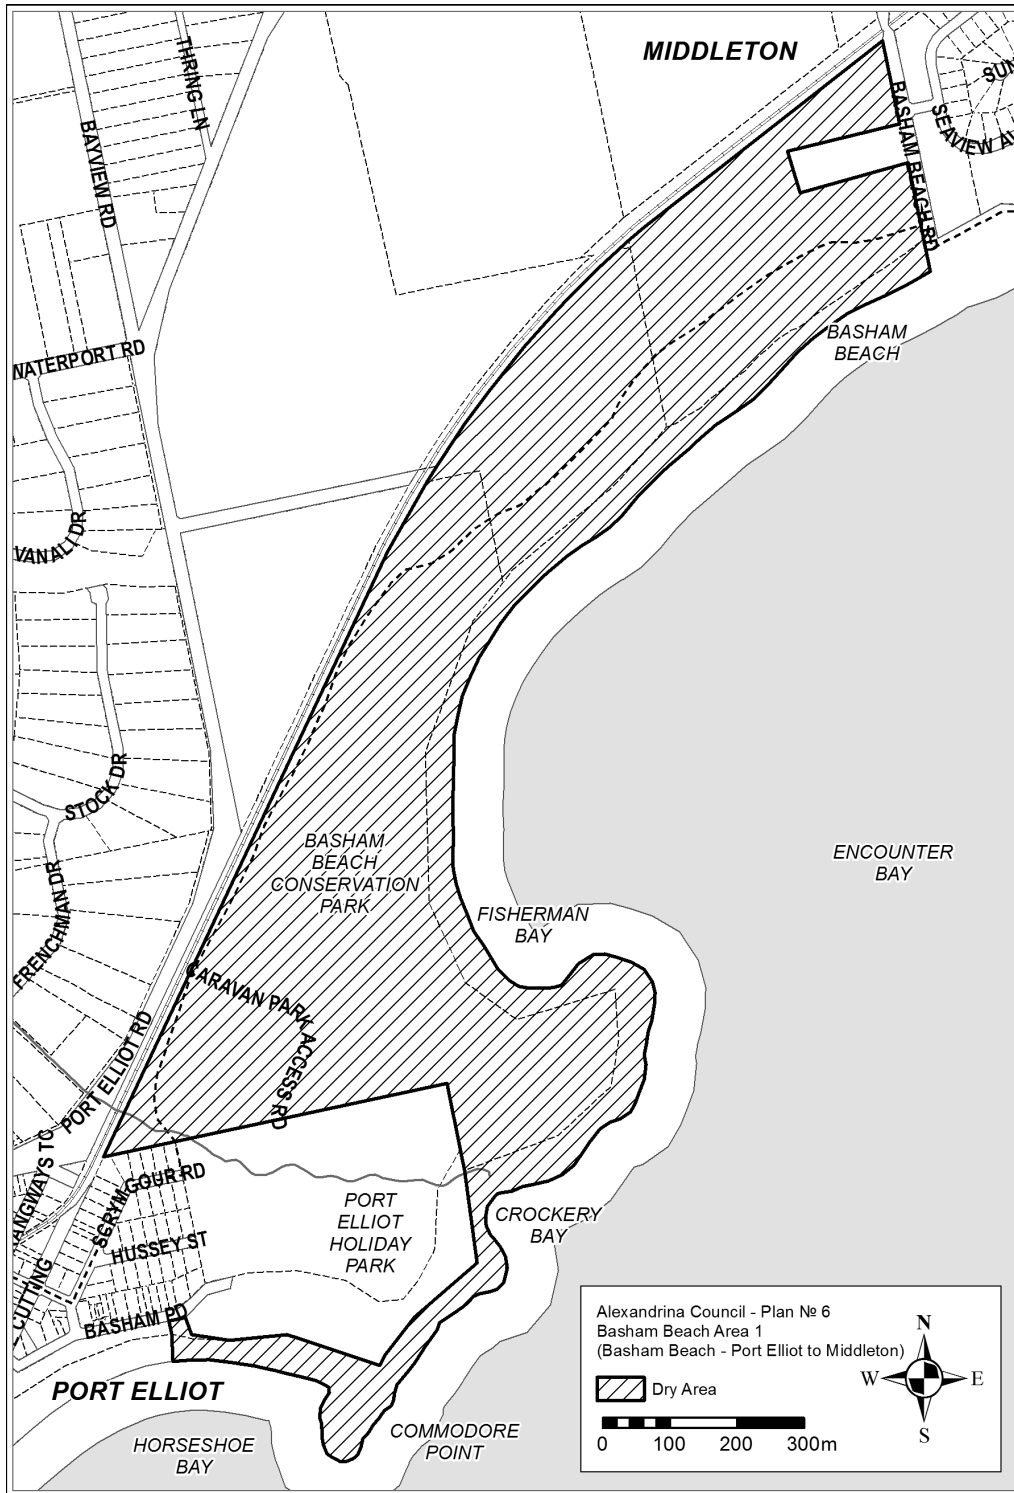 MIDDLETON
THRING LN
BAYVIEW RD
BASHAM BEACH RD
SEAVIEW
SUN
BASHAM
BEACH
WATERPORT RD
VANALI DR
STOCK DR
FRENCHMAN DR
BASHAM
BEACH
CONSERVATION
PARK
ENCOUNTER
BAY
FISHERMAN
BAY
CARAVAN PARK ACCESS RD
PORT ELLIOT RD
SCRYMGOUR RD
HUSSEY ST
BASHAM PD
CUTTING
PORT
ELLIOT
HOLIDAY
PARK
CROCKERY
BAY
PORT ELLIOT
HORSESHOE
BAY
COMMODORE
POINT
Alexandrina Council - Plan № 6
Basham Beach Area 1
(Basham Beach - Port Elliot to Middleton)
Dry Area
0 100 200 300m
N
W E
S